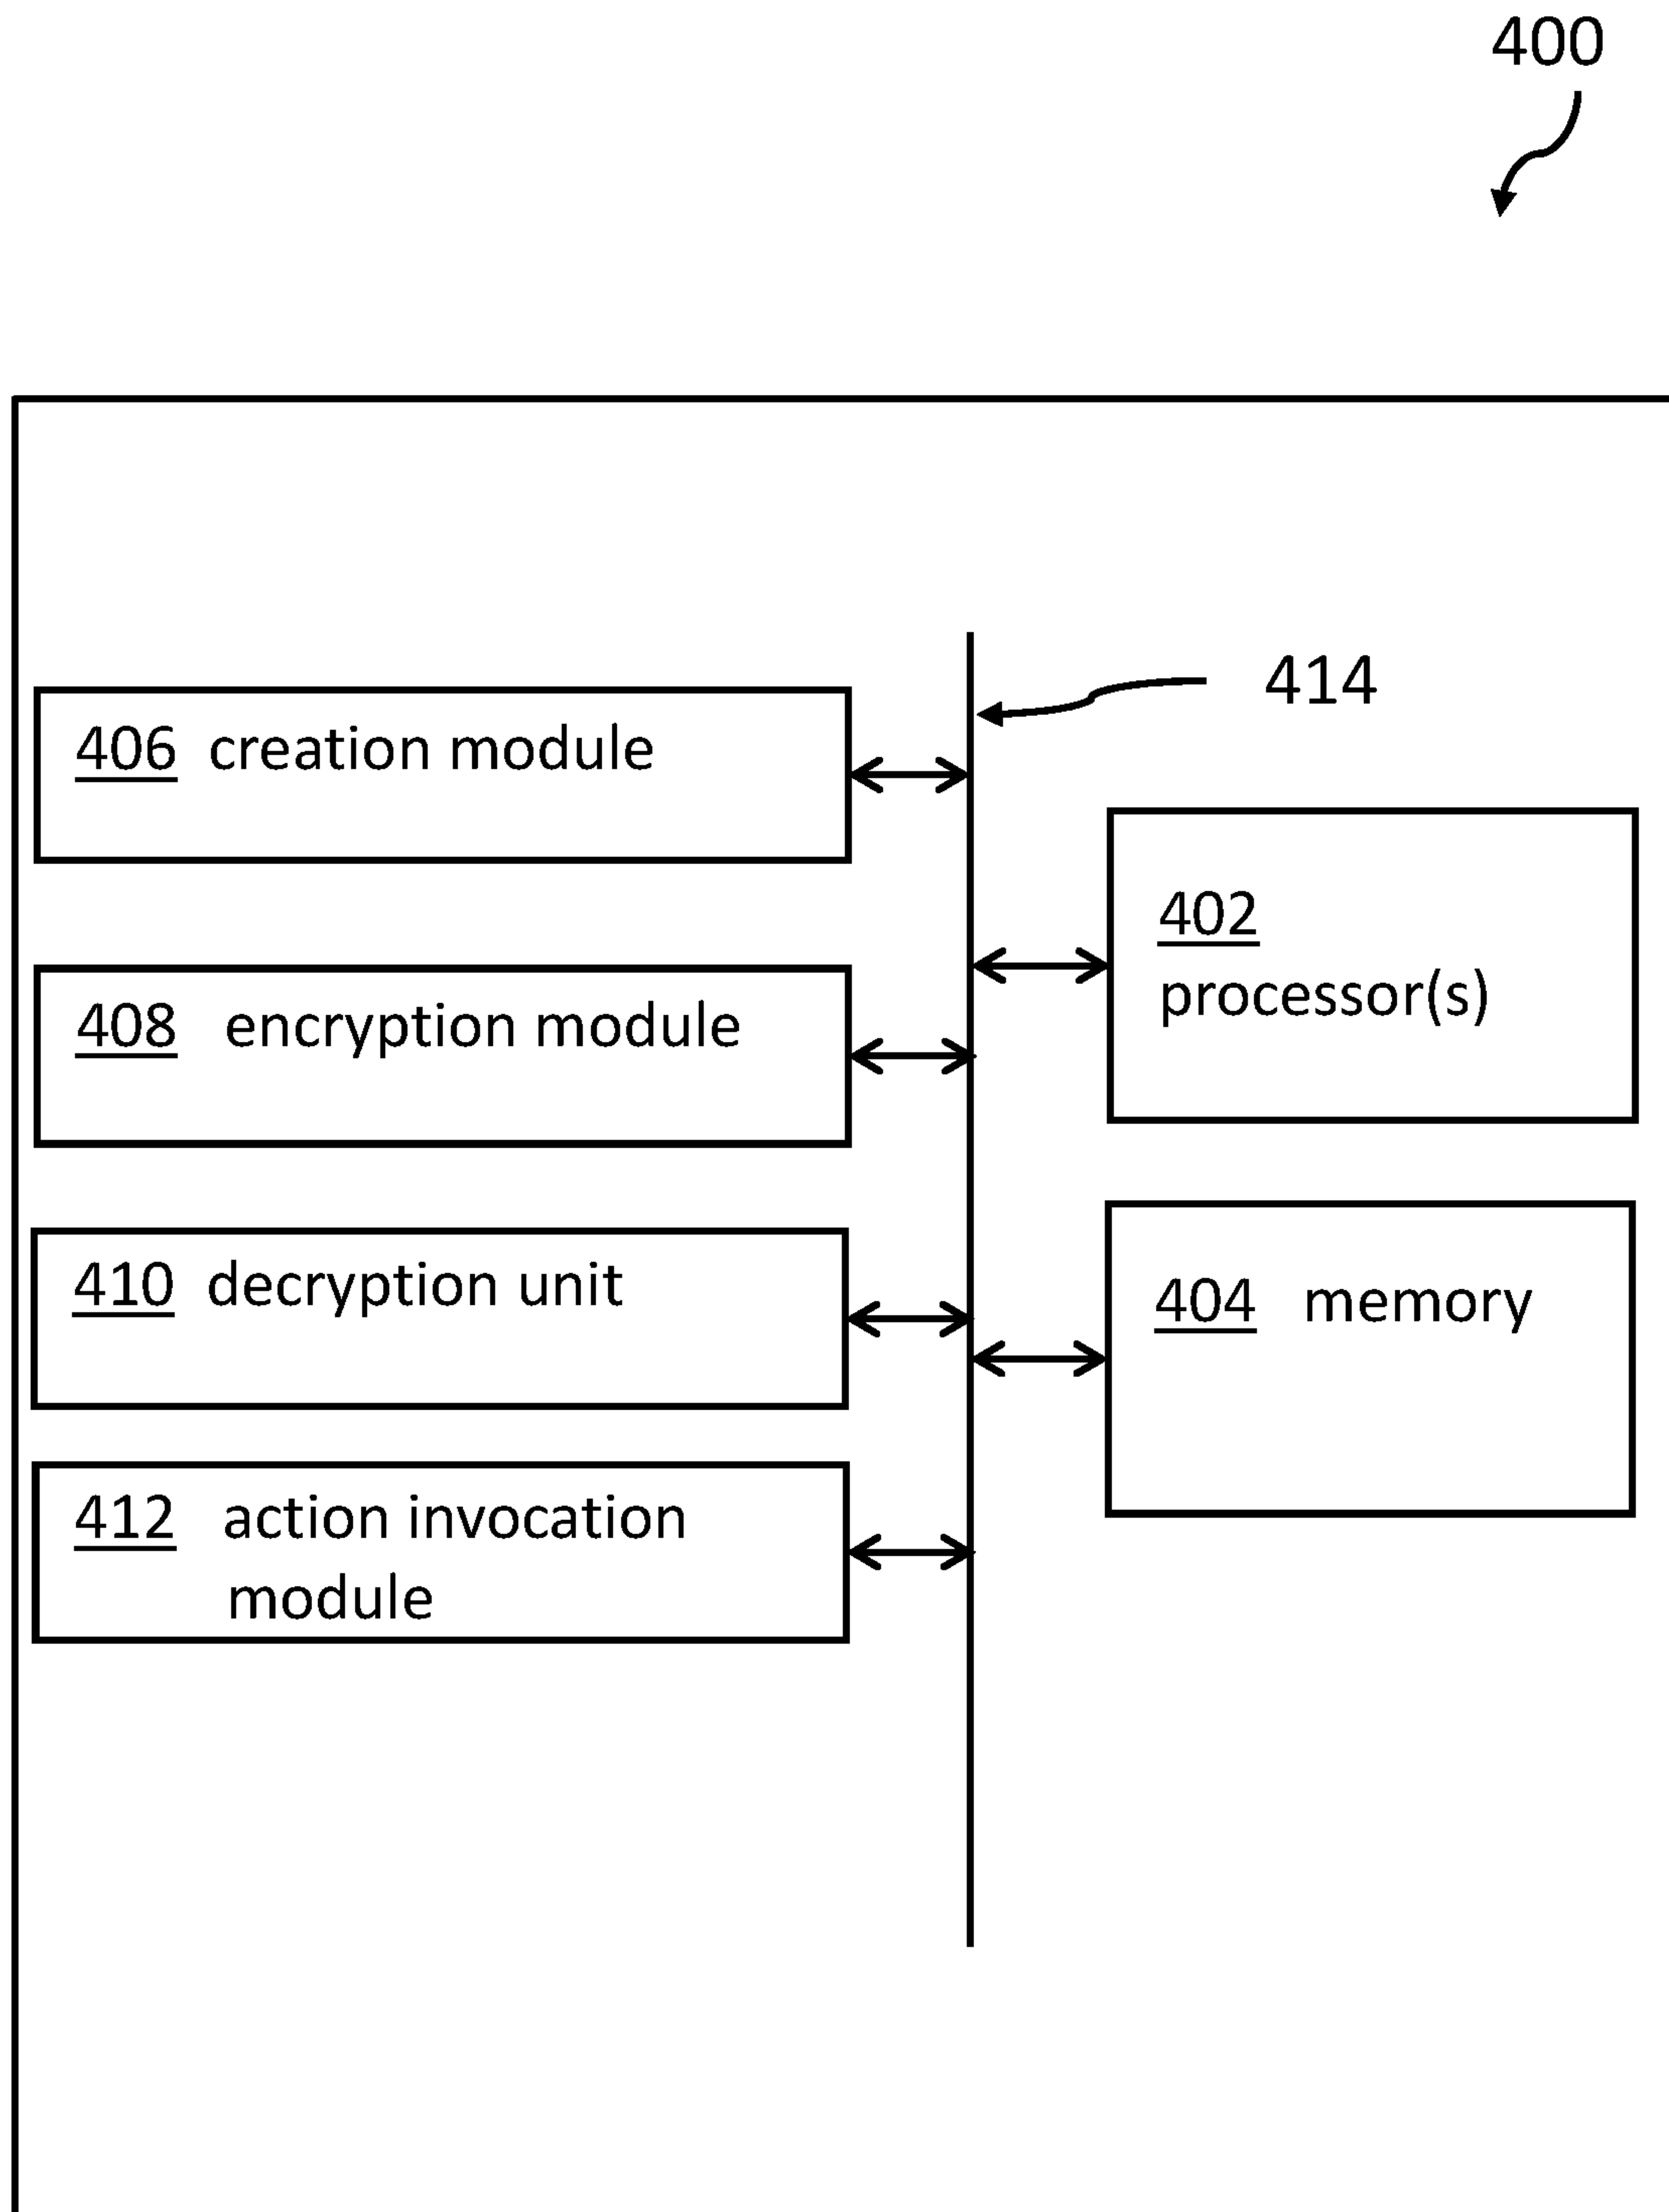 400
414
406 creation module
402
processor(s)
408 encryption module
410 decryption unit
404 memory
412 action invocation
module